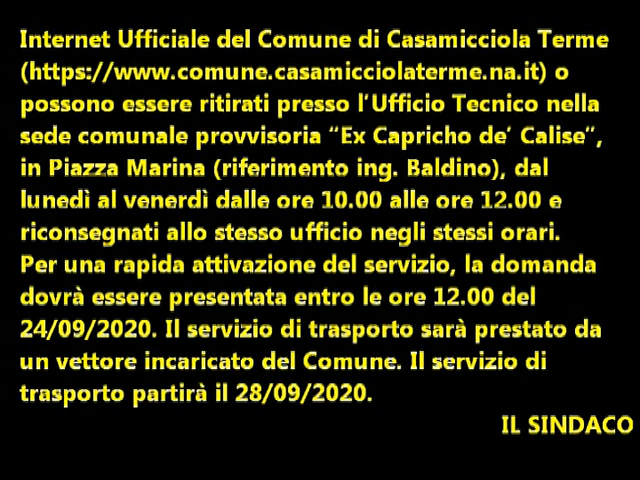 Internet Ufficiale del Comune di Casamicciola Terme
(https://www.comune.casamicciolaterme.na.it) o
possono essere ritirati presso l'Ufficio Tecnico nella
sede comunale provvisoria “Ex Capricho de’ Calise”,
in Piazza Marina (riferimento ing. Baldino), dal
lunedì al venerdì dalle ore 10.00 alle ore 12.00 e
riconsegnati allo stesso ufficio negli stessi orari.
Per una rapida attivazione del servizio, la domanda
dovrà essere presentata entro le ore 12.00 del
24/09/2020. Il servizio di trasporto sarà prestato da
un vettore incaricato del Comune. Il servizio di
trasporto partirà il 28/09/2020.
IL SINDACO